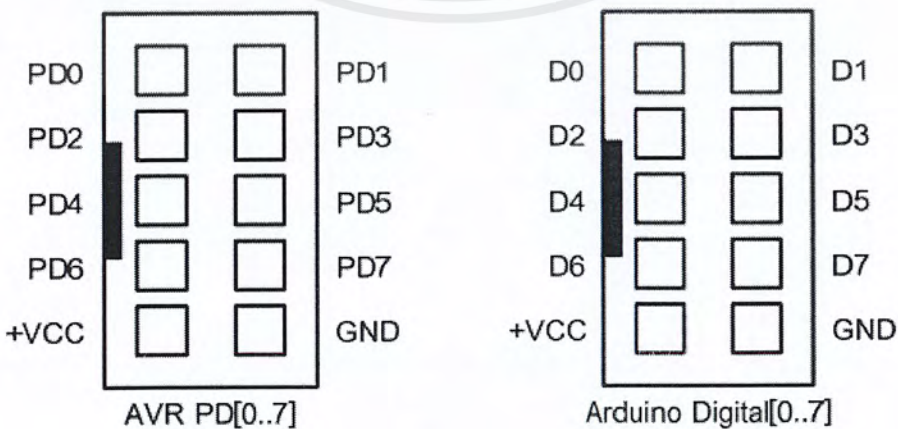 PD0 PD1 D0 D1
PD2 PD3 D2 D3
PD4 PD5 D4 D5
PD6 PD7 D6 D7
+VCC GND +VCC GND
AVR PD[0..7] Arduino Digital[0..7]